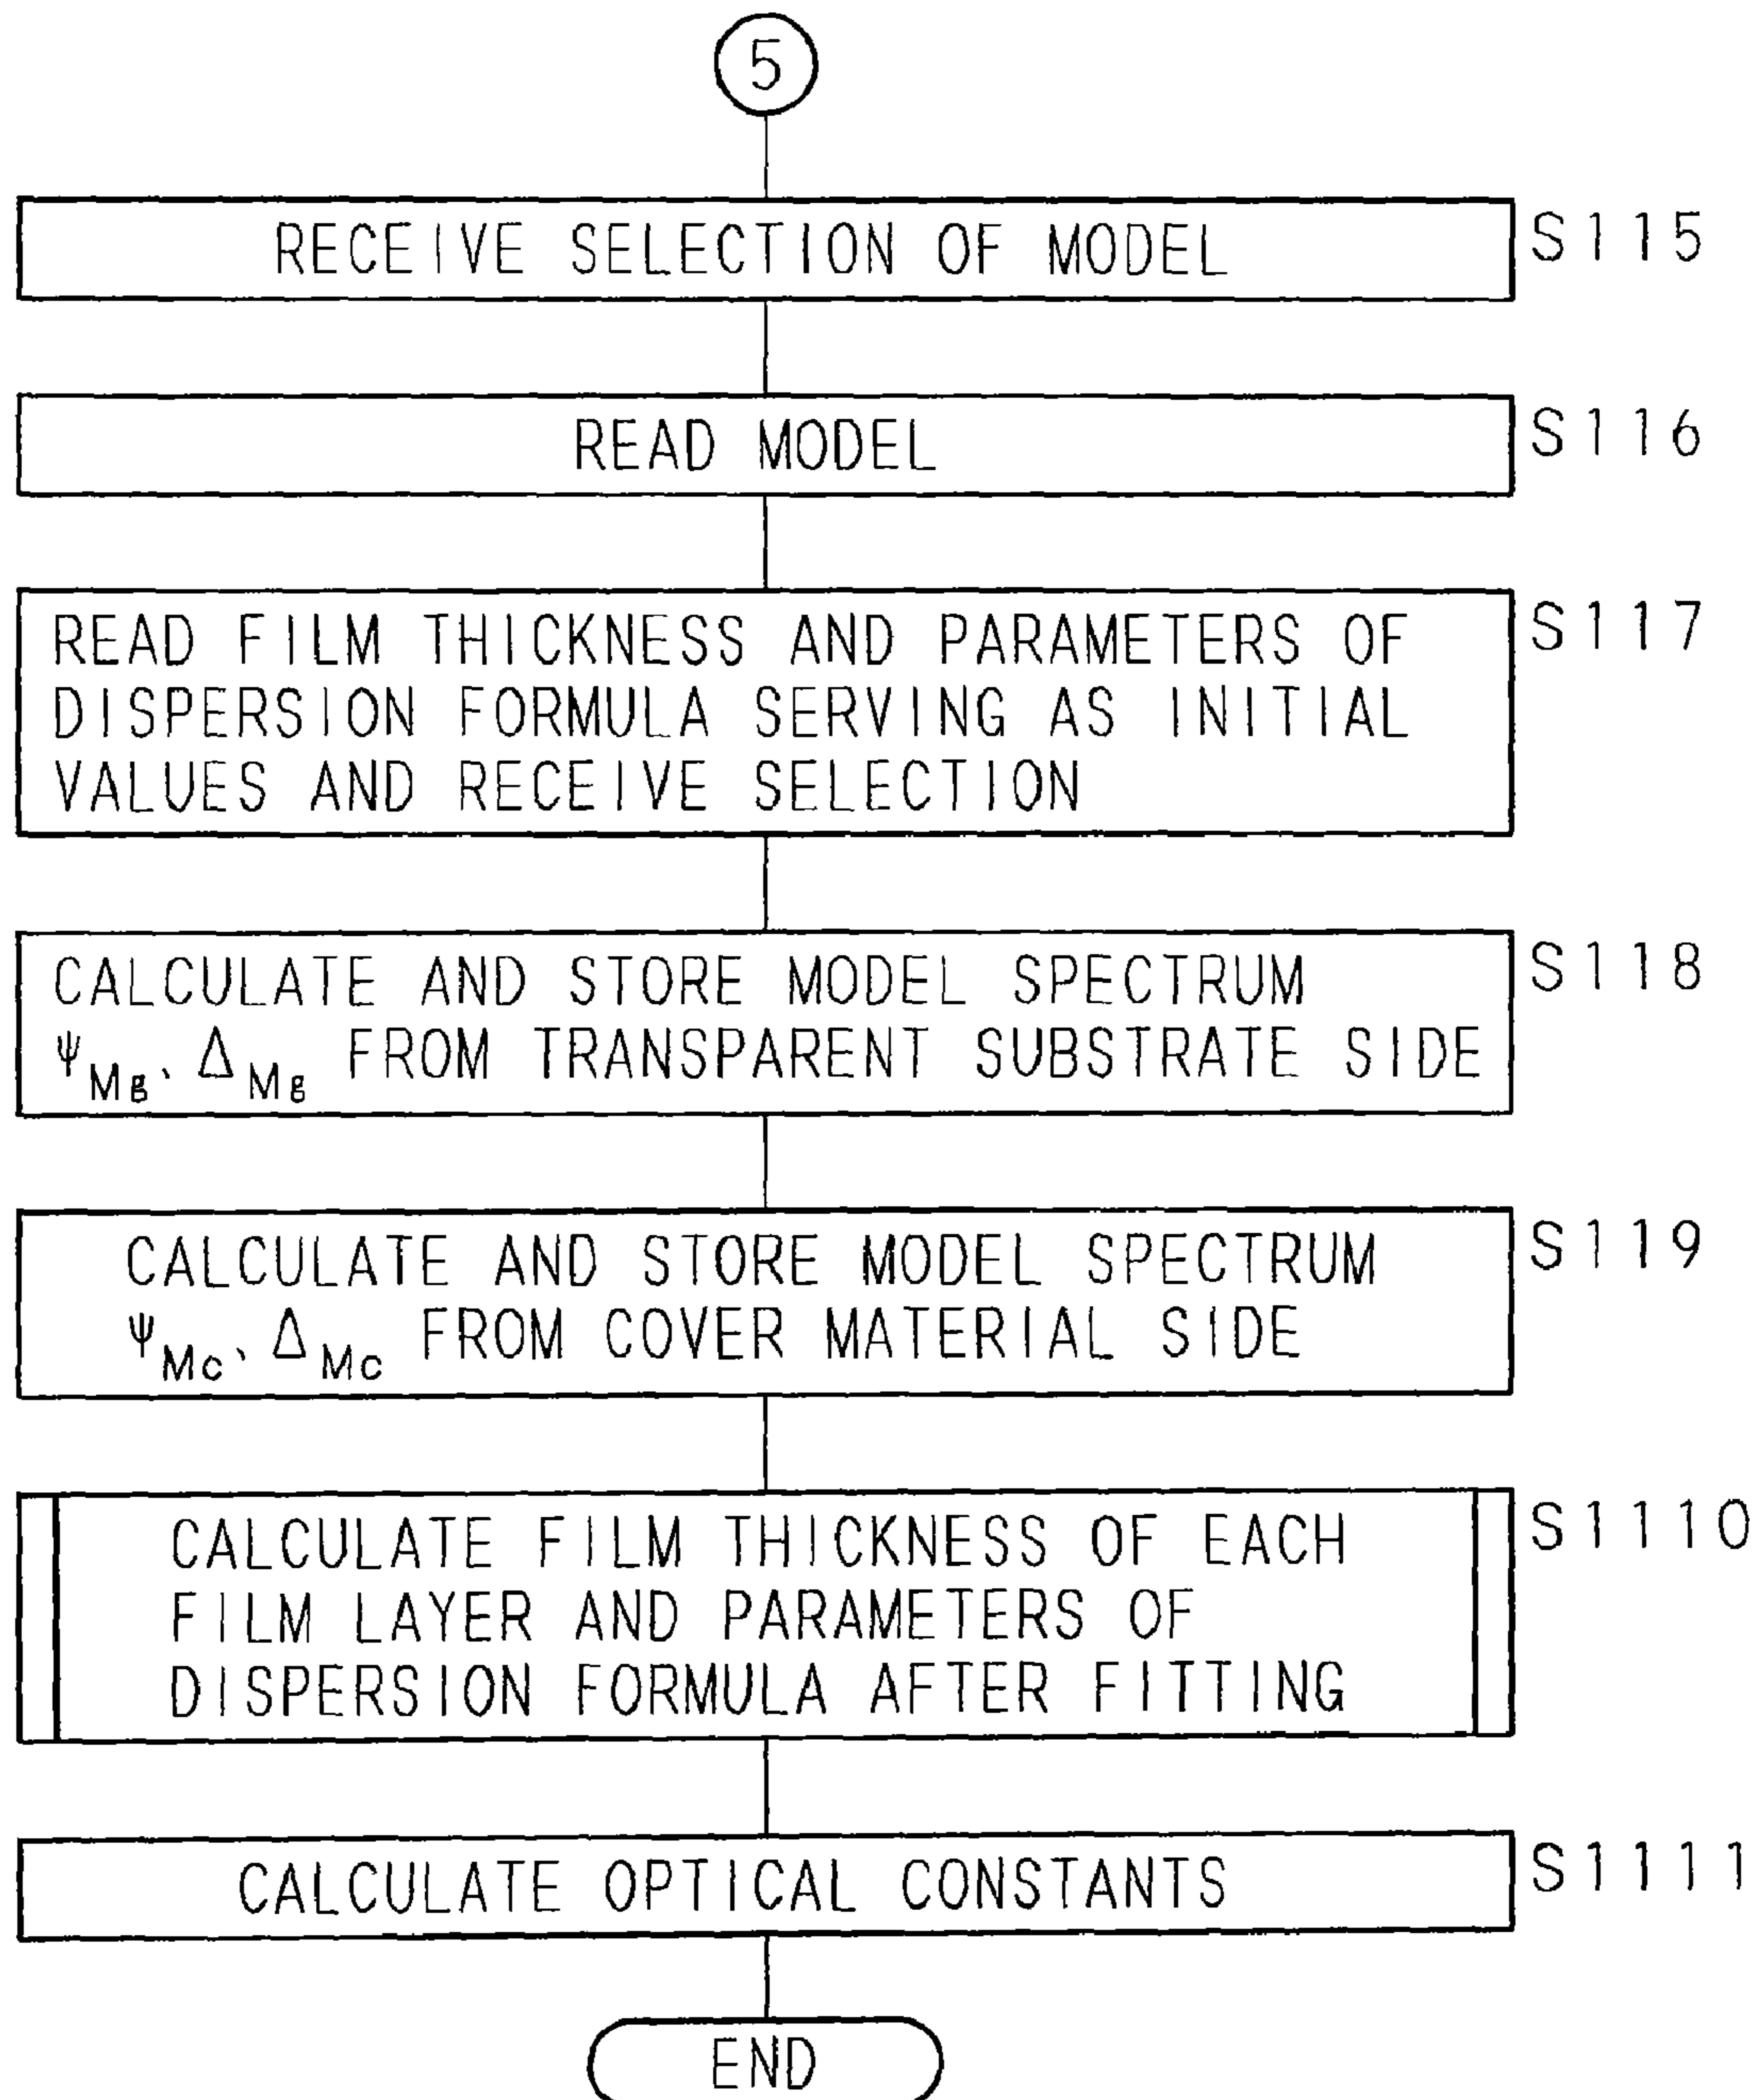 5
RECEIVE SELECTION OF MODEL
S115
READ MODEL
S116
READ FILM THICKNESS AND PARAMETERS OF
DISPERSION FORMULA SERVING AS INITIAL
VALUES AND RECEIVE SELECTION
S117
CALCULATE AND STORE MODEL SPECTRUM
ψMg、ΔMg FROM TRANSPARENT SUBSTRATE SIDE
S118
CALCULATE AND STORE MODEL SPECTRUM
ψMc、ΔMc FROM COVER MATERIAL SIDE
S119
CALCULATE FILM THICKNESS OF EACH
FILM LAYER AND PARAMETERS OF
DISPERSION FORMULA AFTER FITTING
S1110
CALCULATE OPTICAL CONSTANTS
S1111
END